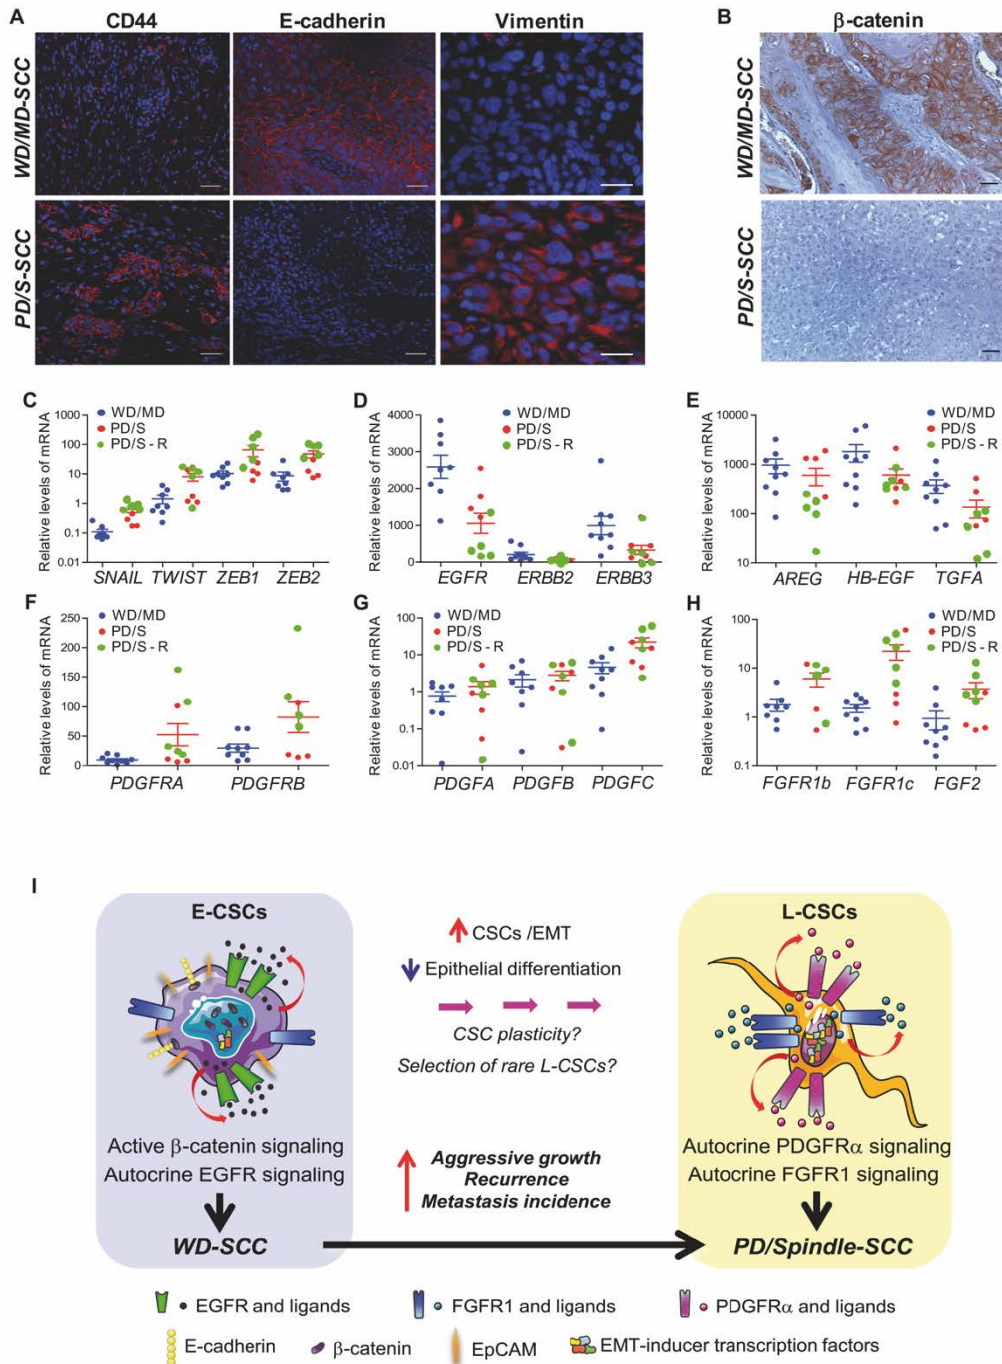 A
CD44
E-cadherin
Vimentin
WD/MD-SCC
PD/S-SCC
B
β-catenin
WD/MD-SCC
PD/S-SCC
C
Relative levels of mRNA
1000
100
10
1
0.1
0.01
WD/MD
PD/S
PD/S - R
SNAIL TWIST ZEB1 ZEB2
D
Relative levels of mRNA
4000
3000
2000
1000
0
WD/MD
PD/S
PD/S - R
EGFR ERBB2 ERBB3
E
Relative levels of mRNA
10000
1000
100
10
WD/MD
PD/S
PD/S - R
AREG HB-EGF TGFA
F
Relative levels of mRNA
250
200
150
100
50
0
WD/MD
PD/S
PD/S - R
PDGFRA PDGFRB
G
Relative levels of mRNA
100
10
1
0.1
0.01
WD/MD
PD/S
PD/S - R
PDGFA PDGFB PDGFC
H
Relative levels of mRNA
100
10
1
0.1
WD/MD
PD/S
PD/S - R
FGFR1b FGFR1c FGF2
I
E-CSCs
Active β-catenin signaling
Autocrine EGFR signaling
WD-SCC
CSCs /EMT
Epithelial differentiation
CSC plasticity?
Selection of rare L-CSCs?
Aggressive growth
Recurrence
Metastasis incidence
L-CSCs
Autocrine PDGFRα signaling
Autocrine FGFR1 signaling
PD/Spindle-SCC
EGFR and ligands
FGFR1 and ligands
PDGFRα and ligands
E-cadherin
β-catenin
EpCAM
EMT-inducer transcription factors